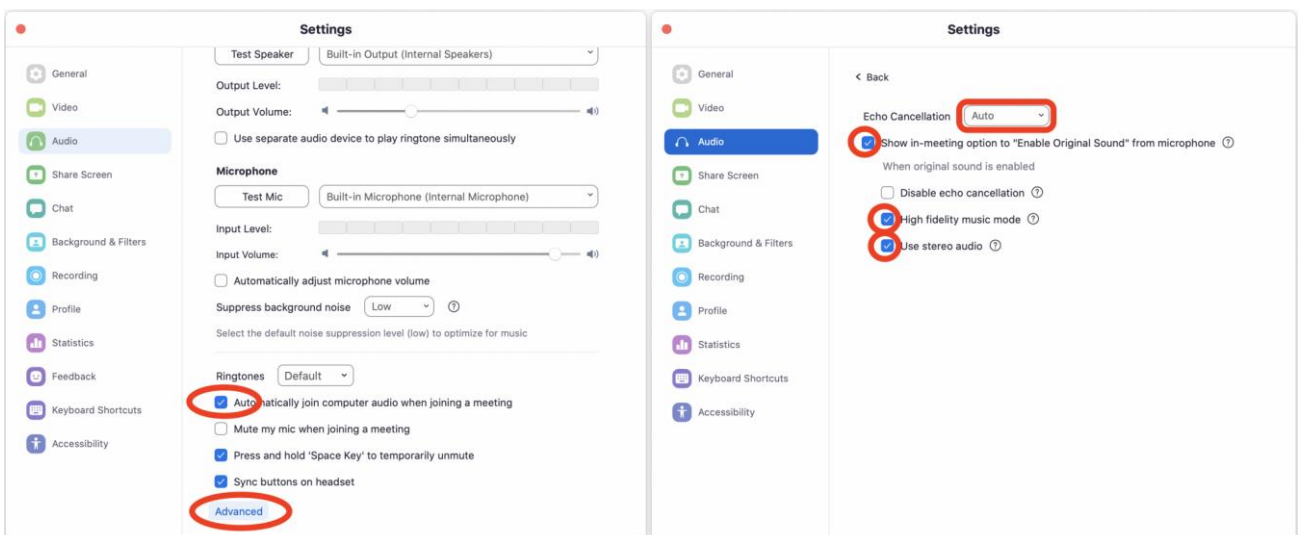 Settings
General
Video
Audio
Share Screen
Chat
Background & Filters
Recording
Profile
Statistics
Feedback
Keyboard Shortcuts
Accessibility
Test Speaker Built-in Output (Internal Speakers)
Output Level:
Output Volume:
Use separate audio device to play ringtone simultaneously
Microphone
Test Mic Built-in Microphone (Internal Microphone)
Input Level:
Input Volume:
Automatically adjust microphone volume
Suppress background noise Low ?
Select the default noise suppression level (low) to optimize for music
Ringtones Default
Automatically join computer audio when joining a meeting
Mute my mic when joining a meeting
Press and hold 'Space Key' to temporarily unmute
Sync buttons on headset
Advanced
Settings
General
Video
Audio
Share Screen
Chat
Background & Filters
Recording
Profile
Statistics
Keyboard Shortcuts
Accessibility
< Back
Echo Cancellation Auto
Show in-meeting option to "Enable Original Sound" from microphone ?
When original sound is enabled
Disable echo cancellation ?
High fidelity music mode ?
Use stereo audio ?